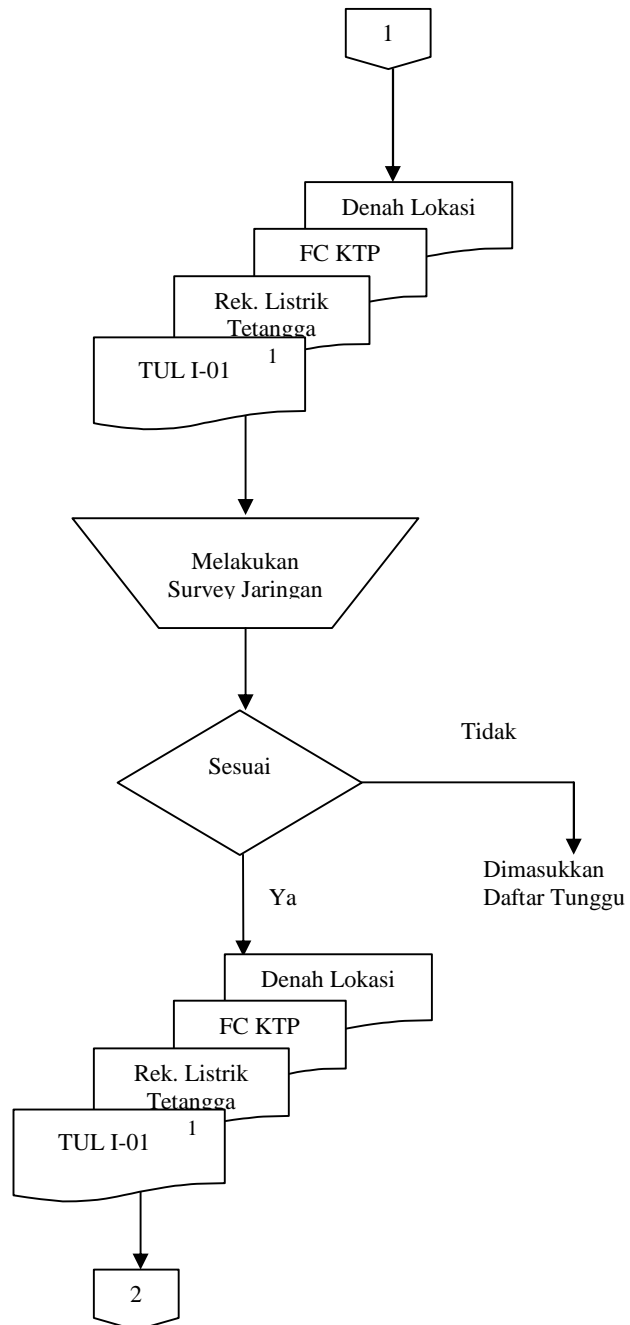 1
Denah Lokasi
FC KTP
Rek. Listrik
Tetangga
TUL I-01 1
Melakukan
Survey Jaringan
Sesuai
Tidak
Dimasukkan
Daftar Tunggu
Ya
Denah Lokasi
FC KTP
Rek. Listrik
Tetangga
TUL I-01 1
2